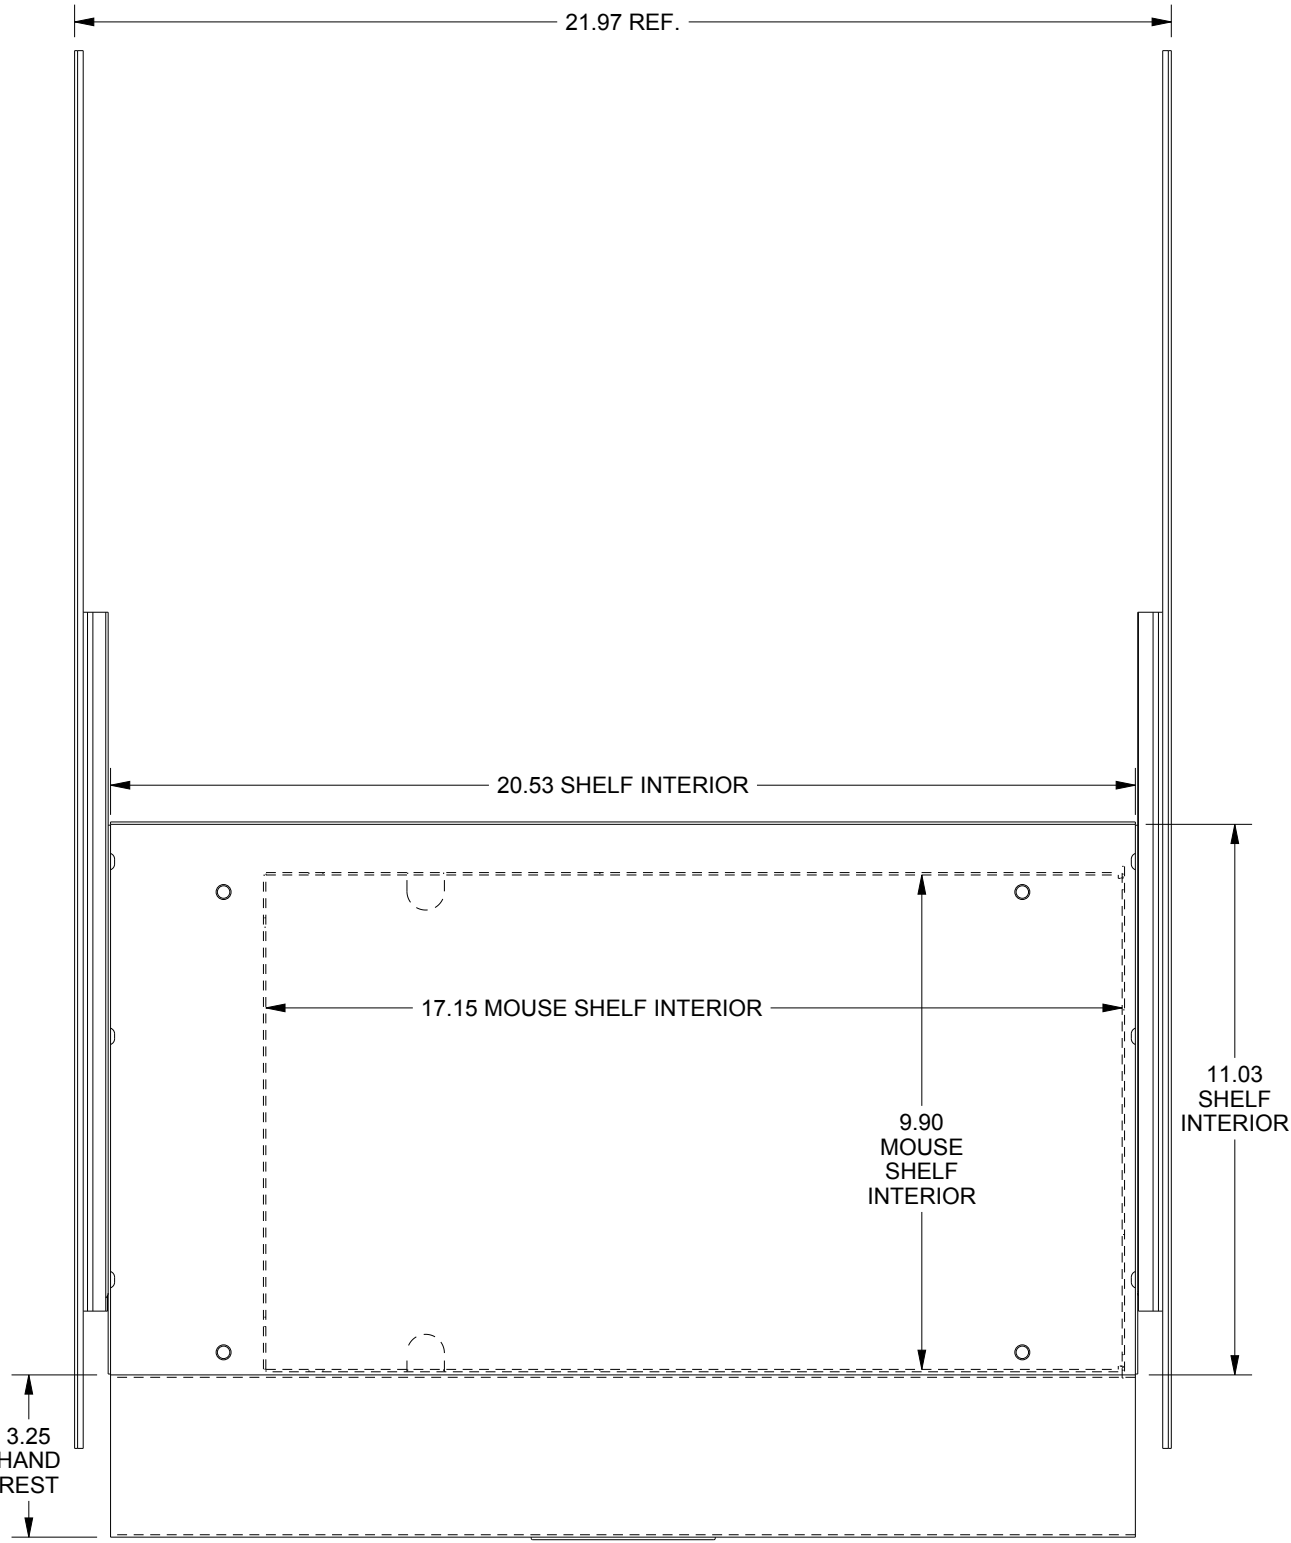 21.97 REF.
20.53 SHELF INTERIOR
17.15 MOUSE SHELF INTERIOR
9.90
MOUSE
SHELF
INTERIOR
11.03
SHELF
INTERIOR
3.25
HAND
REST